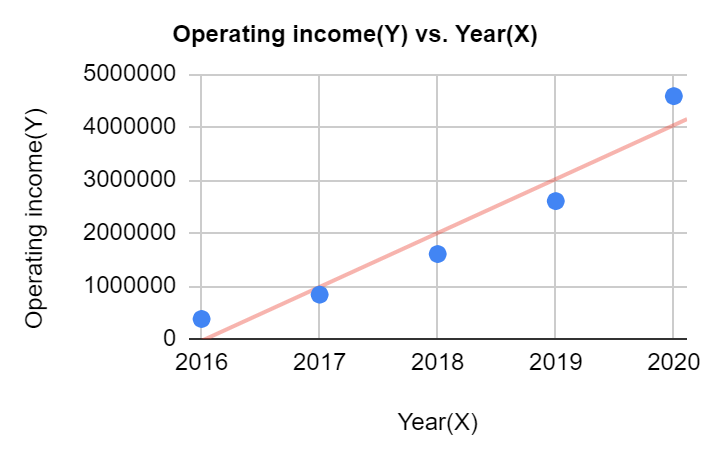 Operating income(Y) vs. Year(X)
Operating income(Y)
5000000
4000000
3000000
2000000
1000000
0
2016 2017 2018 2019 2020
Year(X)